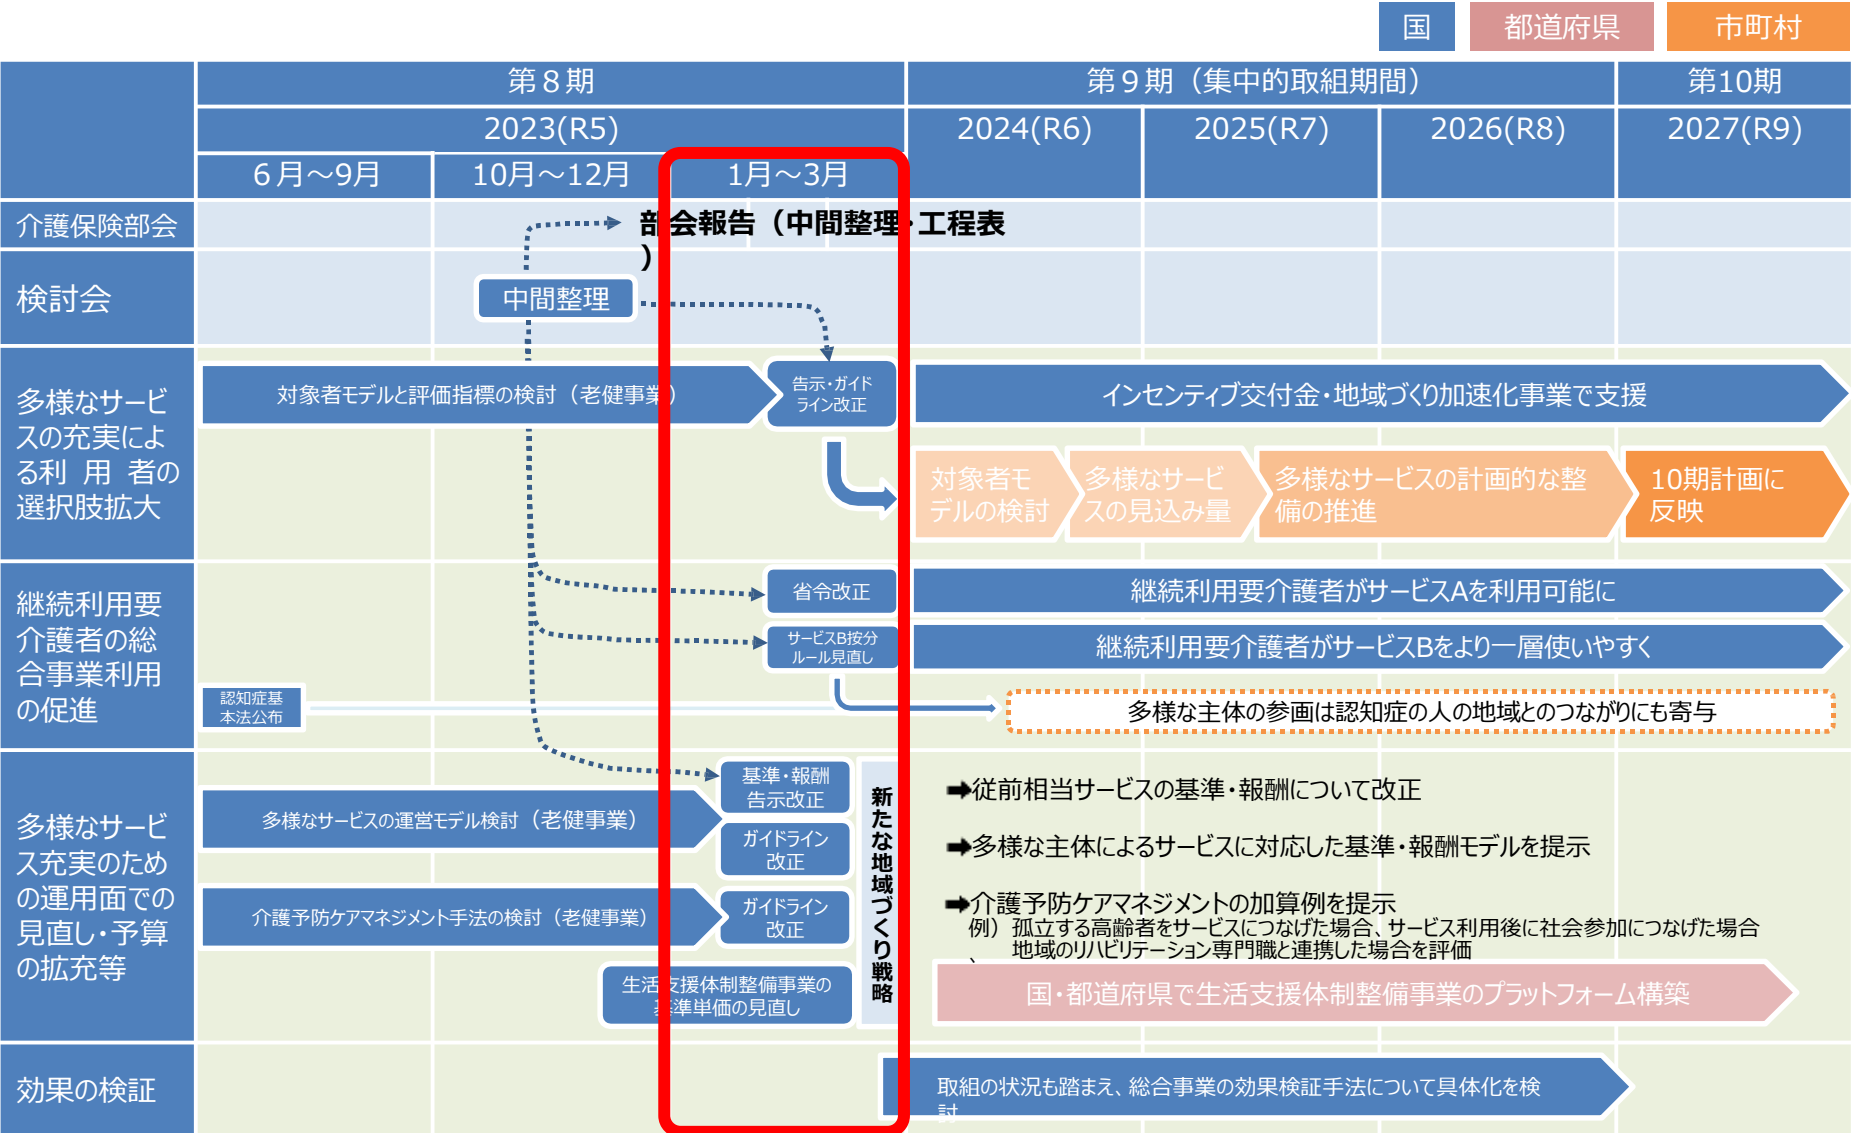 国
都道府県
市町村
第８期
第９期（集中的取組期間）
第10期
2023(R5)
2024(R6)
2025(R7)
2026(R8)
2027(R9)
６月～9月
10月～12月
1月～3月
介護保険部会
部会報告（中間整理・工程表
）
検討会
中間整理
多様なサービ
スの充実によ
る利 用 者の
選択肢拡大
対象者モデルと評価指標の検討（老健事業）
告示・ガイド
ライン改正
インセンティブ交付金・地域づくり加速化事業で支援
対象者モ
デルの検討
多様なサービ
スの見込み量
多様なサービスの計画的な整
備の推進
10期計画に
反映
継続利用要
介護者の総
合事業利用
の促進
省令改正
継続利用要介護者がサービスAを利用可能に
サービスB按分
ルール見直し
継続利用要介護者がサービスBをより一層使いやすく
認知症基
本法公布
多様な主体の参画は認知症の人の地域とのつながりにも寄与
多様なサービ
ス充実のため
の運用面での
見直し・予算
の拡充等
多様なサービスの運営モデル検討（老健事業）
基準・報酬
告示改正
ガイドライン
改正
介護予防ケアマネジメント手法の検討（老健事業）
ガイドライン
改正
生活支援体制整備事業の
基準単価の見直し
新たな地域づくり戦略
➡従前相当サービスの基準・報酬について改正
➡多様な主体によるサービスに対応した基準・報酬モデルを提示
➡介護予防ケアマネジメントの加算例を提示
例）孤立する高齢者をサービスにつなげた場合、サービス利用後に社会参加につなげた場合
、 地域のリハビリテーション専門職と連携した場合を評価
国・都道府県で生活支援体制整備事業のプラットフォーム構築
効果の検証
取組の状況も踏まえ、総合事業の効果検証手法について具体化を検
討